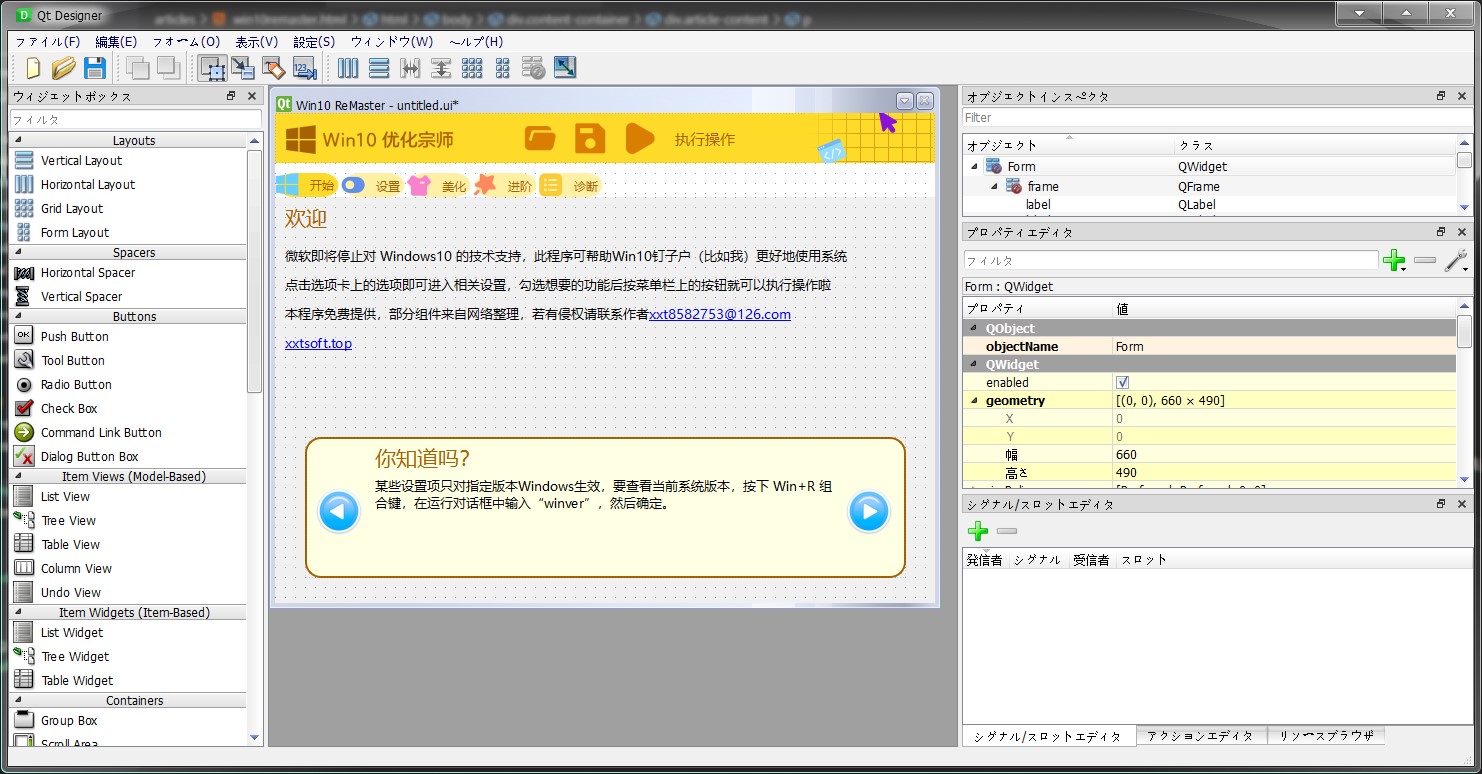 Qt Designer
articles > win10remaster.html > html > body > div.content-container > div.article-content > p
ファイル(F) 編集(E) フォーム(O) 表示(V) 設定(S) ウィンドウ(W) ヘルプ(H)
ウィジェットボックス
フィルタ
Layouts
Vertical Layout
Horizontal Layout
Grid Layout
Form Layout
Spacers
Horizontal Spacer
Vertical Spacer
Buttons
OK Push Button
Tool Button
Radio Button
Check Box
Command Link Button
Dialog Button Box
Item Views (Model-Based)
List View
Tree View
Table View
Column View
Undo View
Item Widgets (Item-Based)
List Widget
Tree Widget
Table Widget
Containers
Group Box
Scroll Area
Qt Win10 ReMaster - untitled.ui*
Win10 优化宗师 执行操作 </>
开始 设置 美化 进阶 诊断
欢迎
微软即将停止对 Windows10 的技术支持，此程序可帮助Win10钉子户（比如我）更好地使用系统
点击选项卡上的选项即可进入相关设置，勾选想要的功能后按菜单栏上的按钮就可以执行操作啦
本程序免费提供，部分组件来自网络整理，若有侵权请联系作者xxt8582753@126.com
xxtsoft.top
你知道吗？
某些设置项只对指定版本Windows生效，要查看当前系统版本，按下 Win+R 组
合键，在运行对话框中输入“winver”，然后确定。
オブジェクトインスペクタ
Filter
オブジェクト クラス
Form QWidget
frame QFrame
label QLabel
プロパティエディタ
フィルタ
Form : QWidget
プロパティ 値
QObject
objectName Form
QWidget
enabled
geometry [(0, 0), 660 × 490]
X 0
Y 0
幅 660
高さ 490
シグナル/スロットエディタ
発信者 シグナル 受信者 スロット
シグナル/スロットエディタ アクションエディタ リソースブラウザ